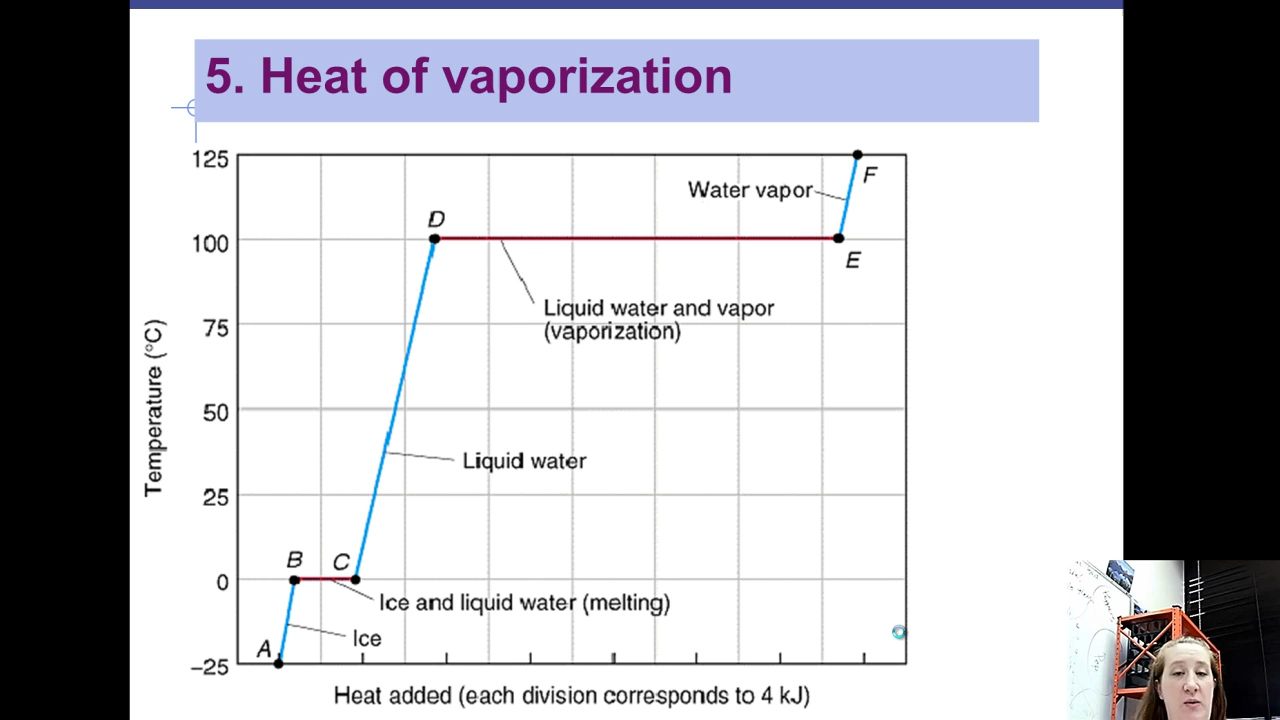 5. Heat of vaporization
125
100
75
50
25
0
−25
Temperature (°C)
A
B
C
D
E
F
Water vapor
Liquid water and vapor
(vaporization)
Liquid water
Ice and liquid water (melting)
Ice
Heat added (each division corresponds to 4 kJ)